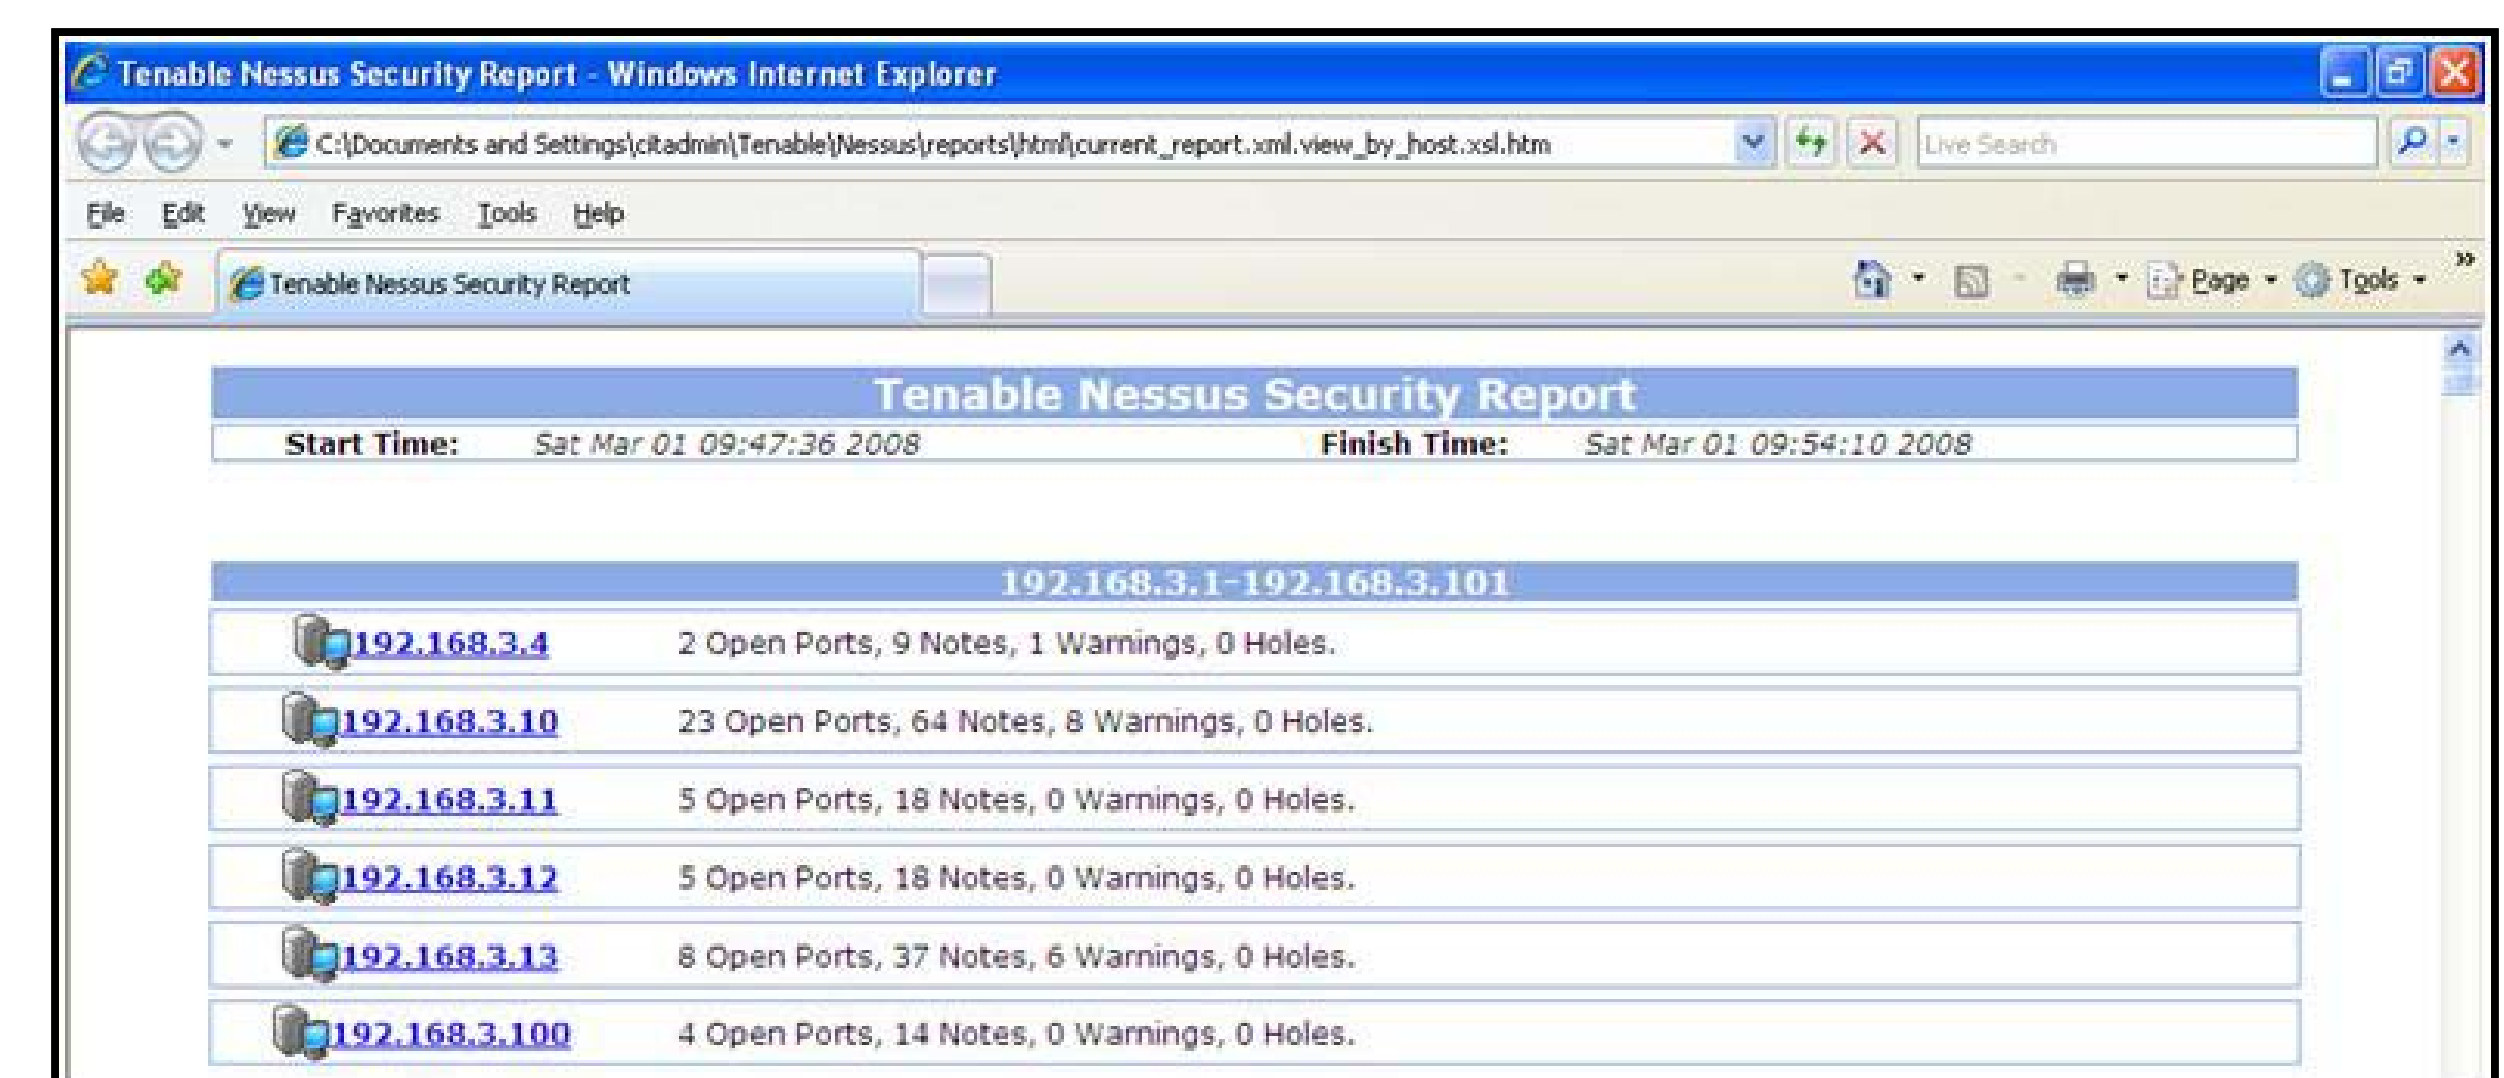 Tenable Nessus Security Report - Windows Internet Explorer
C:\Documents and Settings\citadmin\Tenable\Nessus\reports\html\current_report.xml.view_by_host.xsl.htm
Live Search
File Edit View Favorites Tools Help
Tenable Nessus Security Report
Page Tools »
Tenable Nessus Security Report
Start Time: Sat Mar 01 09:47:36 2008 Finish Time: Sat Mar 01 09:54:10 2008
192.168.3.1-192.168.3.101
192.168.3.4 2 Open Ports, 9 Notes, 1 Warnings, 0 Holes.
192.168.3.10 23 Open Ports, 64 Notes, 8 Warnings, 0 Holes.
192.168.3.11 5 Open Ports, 18 Notes, 0 Warnings, 0 Holes.
192.168.3.12 5 Open Ports, 18 Notes, 0 Warnings, 0 Holes.
192.168.3.13 8 Open Ports, 37 Notes, 6 Warnings, 0 Holes.
192.168.3.100 4 Open Ports, 14 Notes, 0 Warnings, 0 Holes.